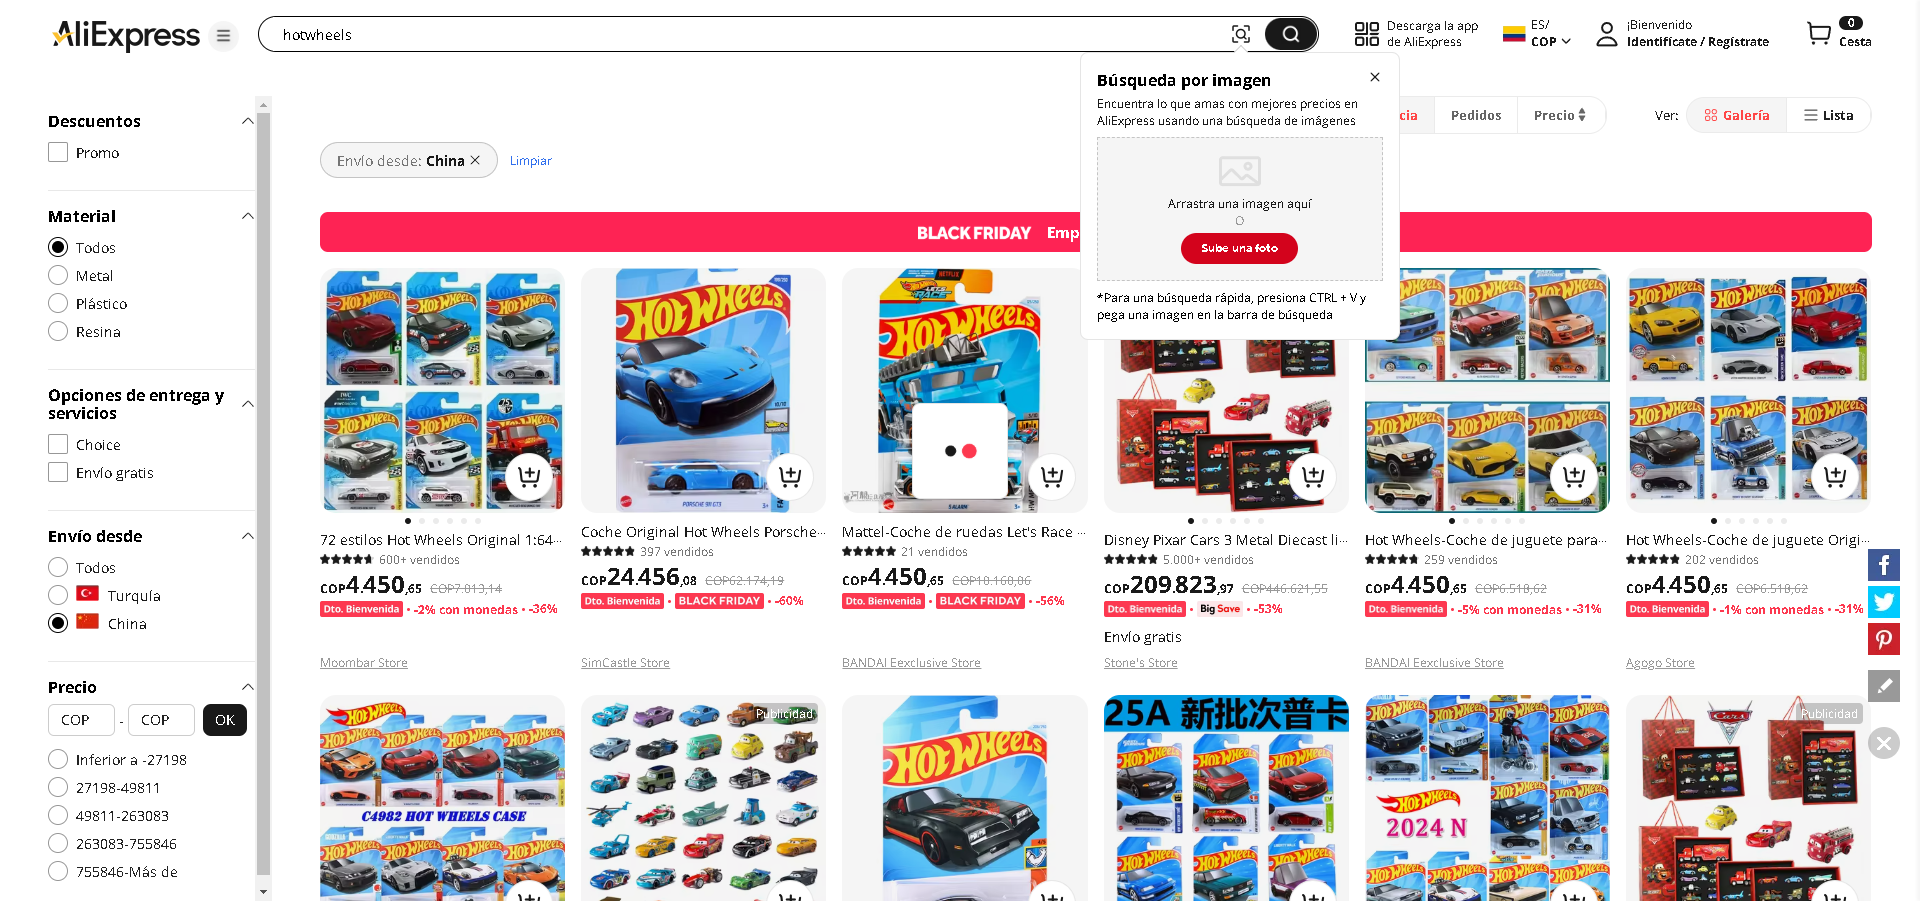 AliExpress
hotwheels
Descarga la app
de AliExpress
ES/
COP
¡Bienvenido
Identifícate / Regístrate
0
Cesta
Búsqueda por imagen
Encuentra lo que amas con mejores precios en
AliExpress usando una búsqueda de imágenes
Arrastra una imagen aquí
O
Sube una foto
*Para una búsqueda rápida, presiona CTRL + V y
pega una imagen en la barra de búsqueda
cia
Pedidos
Precio
Ver:
Galería
Lista
Descuentos
Promo
Material
Todos
Metal
Plástico
Resina
Opciones de entrega y
servicios
Choice
Envío gratis
Envío desde
Todos
Turquía
China
Precio
COP - COP OK
Inferior a -27198
27198-49811
49811-263083
263083-755846
755846-Más de
Envío desde: China
Limpiar
BLACK FRIDAY Emp
72 estilos Hot Wheels Original 1:64...
600+ vendidos
COP4.450,65 COP7.013,14
Dto. Bienvenida • -2% con monedas • -36%
Moombar Store
Coche Original Hot Wheels Porsche...
397 vendidos
COP24.456,08 COP62.174,19
Dto. Bienvenida • BLACK FRIDAY • -60%
SimCastle Store
Mattel-Coche de ruedas Let's Race ...
21 vendidos
COP4.450,65 COP10.160,06
Dto. Bienvenida • BLACK FRIDAY • -56%
BANDAI Eexclusive Store
Disney Pixar Cars 3 Metal Diecast li...
5.000+ vendidos
COP209.823,97 COP446.621,55
Dto. Bienvenida • Big Save • -53%
Envío gratis
Stone's Store
Hot Wheels-Coche de juguete para...
259 vendidos
COP4.450,65 COP6.518,62
Dto. Bienvenida • -5% con monedas • -31%
BANDAI Eexclusive Store
Hot Wheels-Coche de juguete Origi...
202 vendidos
COP4.450,65 COP6.518,62
Dto. Bienvenida • -1% con monedas • -31%
Agogo Store
Hot Wheels
C4982 HOT WHEELS CASE
Publicidad
Hot Wheels
25A 新批次普卡
Hot Wheels
2024 N
Cars
Publicidad